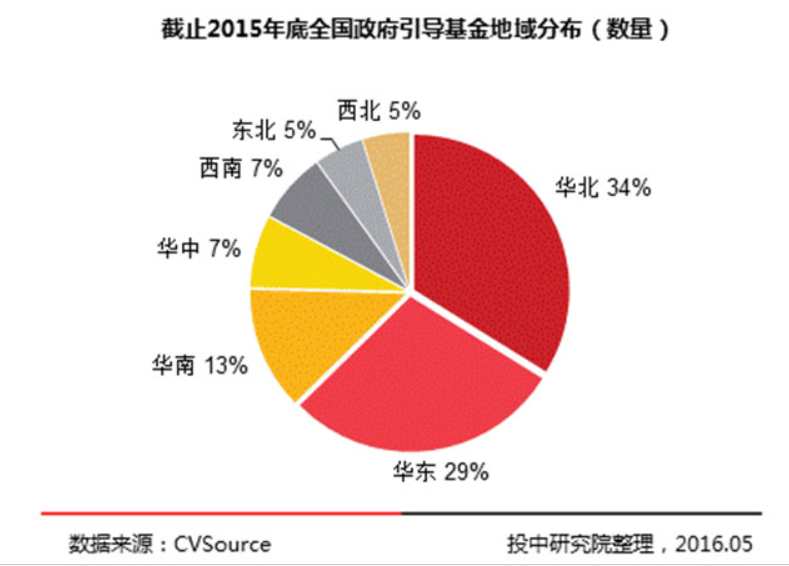 截止2015年底全国政府引导基金地域分布（数量）
西北 5%
东北 5%
西南 7%
华北 34%
华中 7%
华南 13%
华东 29%
数据来源：CVSource
投中研究院整理，2016.05